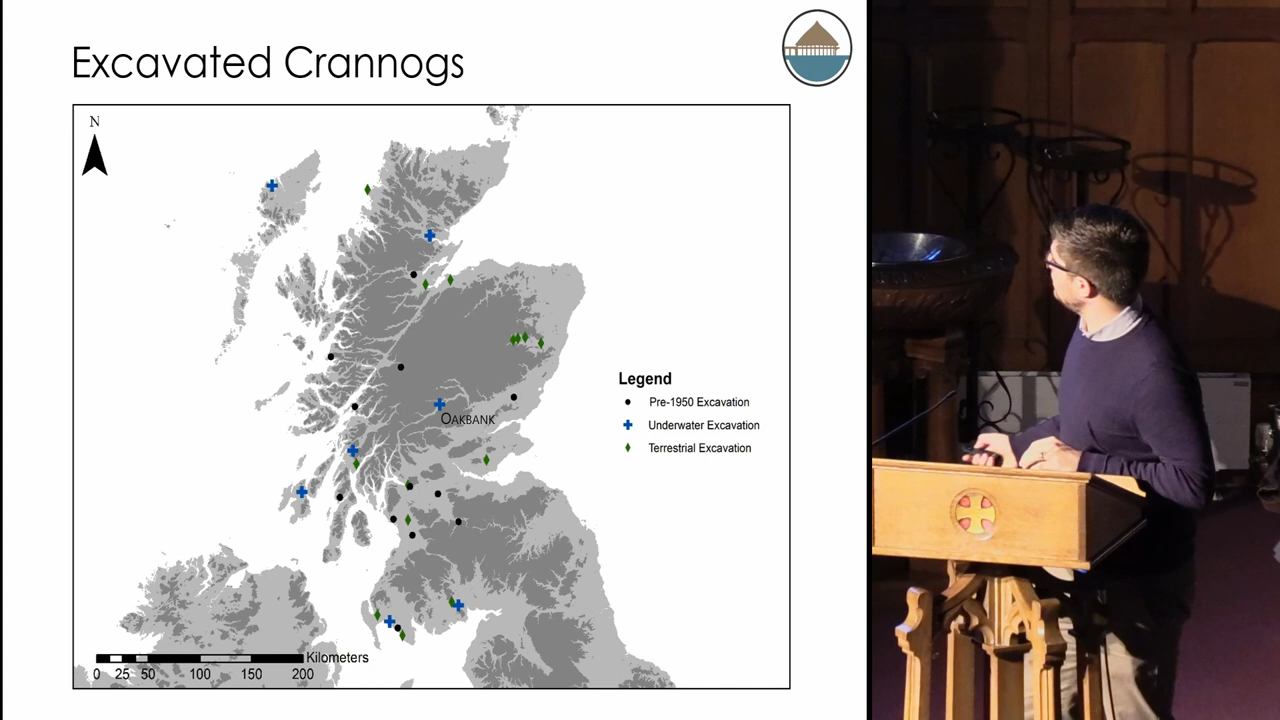 Excavated Crannogs
N
OAKBANK
Legend
Pre-1950 Excavation
Underwater Excavation
Terrestrial Excavation
Kilometers
0 25 50 100 150 200